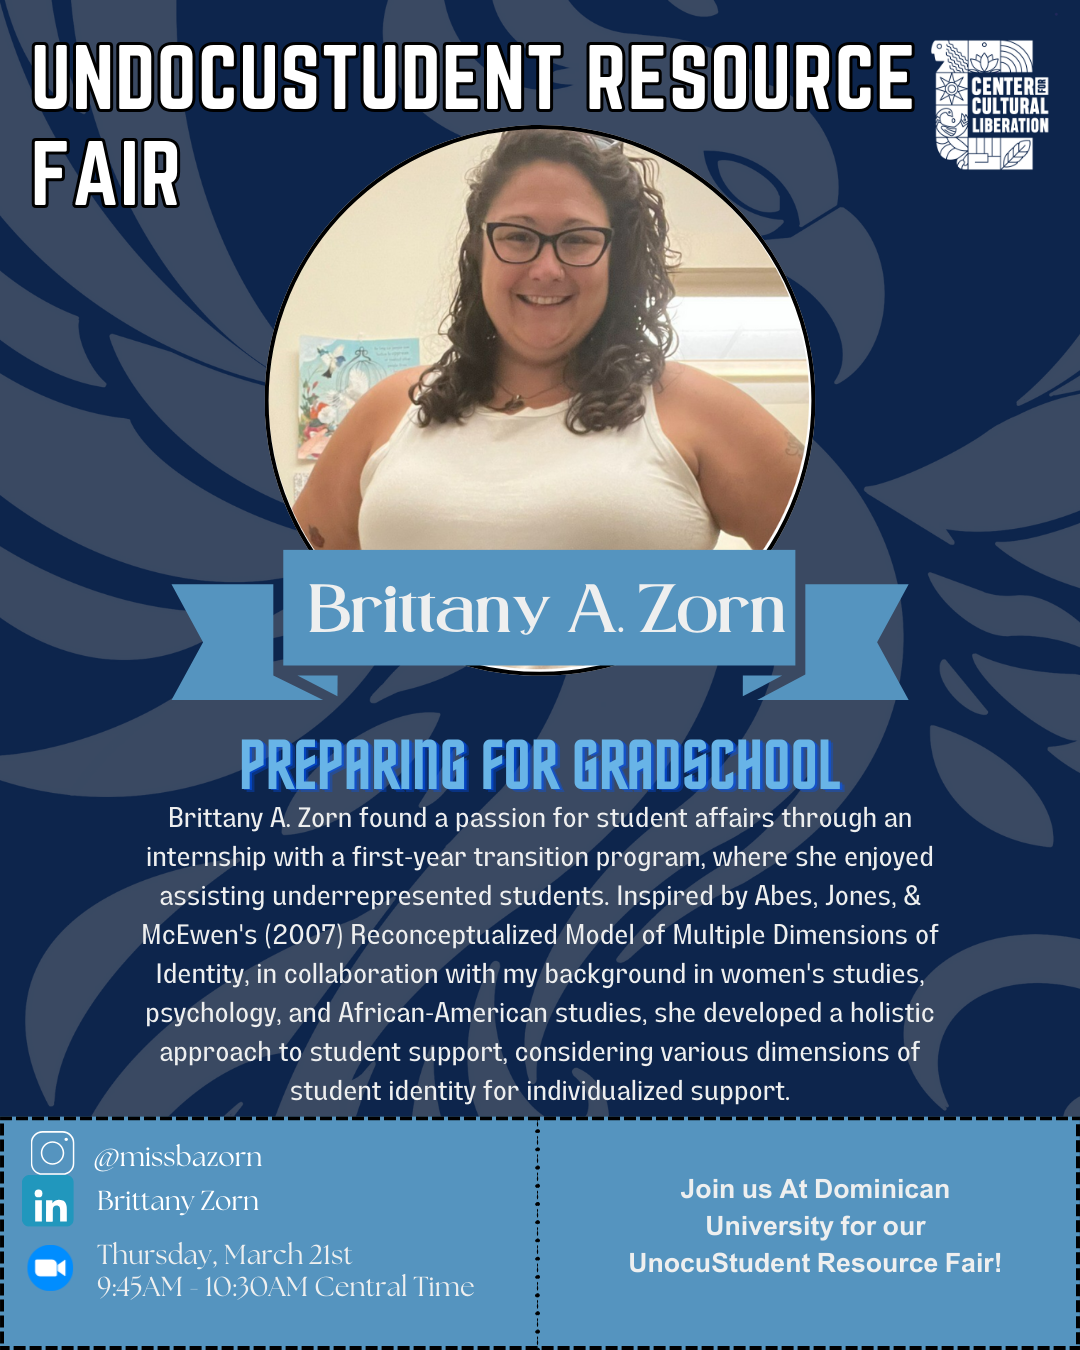 UNDOCUSTUDENT RESOURCE
FAIR
CENTER FOR
CULTURAL
LIBERATION
Brittany A. Zorn
PREPARING FOR GRADSCHOOL
Brittany A. Zorn found a passion for student affairs through an
internship with a first-year transition program, where she enjoyed
assisting underrepresented students. Inspired by Abes, Jones, &
McEwen's (2007) Reconceptualized Model of Multiple Dimensions of
Identity, in collaboration with my background in women's studies,
psychology, and African-American studies, she developed a holistic
approach to student support, considering various dimensions of
student identity for individualized support.
@missbazorn
in
Brittany Zorn
Thursday, March 21st
9:45AM - 10:30AM Central Time
Join us At Dominican
University for our
UnocuStudent Resource Fair!